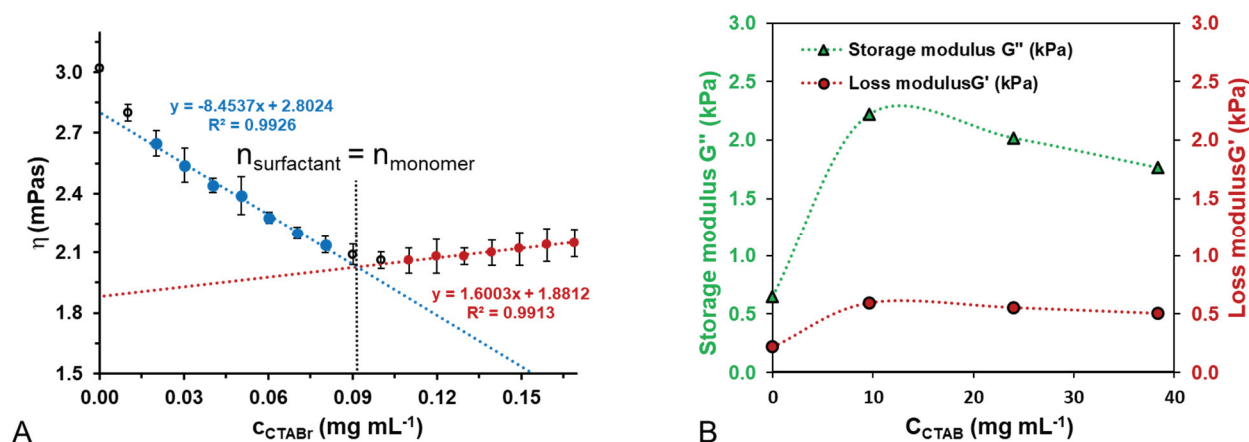 3.0
2.7
2.4
2.1
1.8
1.5
η (mPas)
y = -8.4537x + 2.8024
R² = 0.9926
nsurfactant = nmonomer
y = 1.6003x + 1.8812
R² = 0.9913
0.00 0.03 0.06 0.09 0.12 0.15
cCTABr (mg mL-1)
A
3.0
2.5
2.0
1.5
1.0
0.5
0.0
Storage modulus G" (kPa)
Storage modulus G" (kPa)
Loss modulusG' (kPa)
3.0
2.5
2.0
1.5
1.0
0.5
0.0
Loss modulusG' (kPa)
0 10 20 30 40
CCTAB (mg mL-1)
B